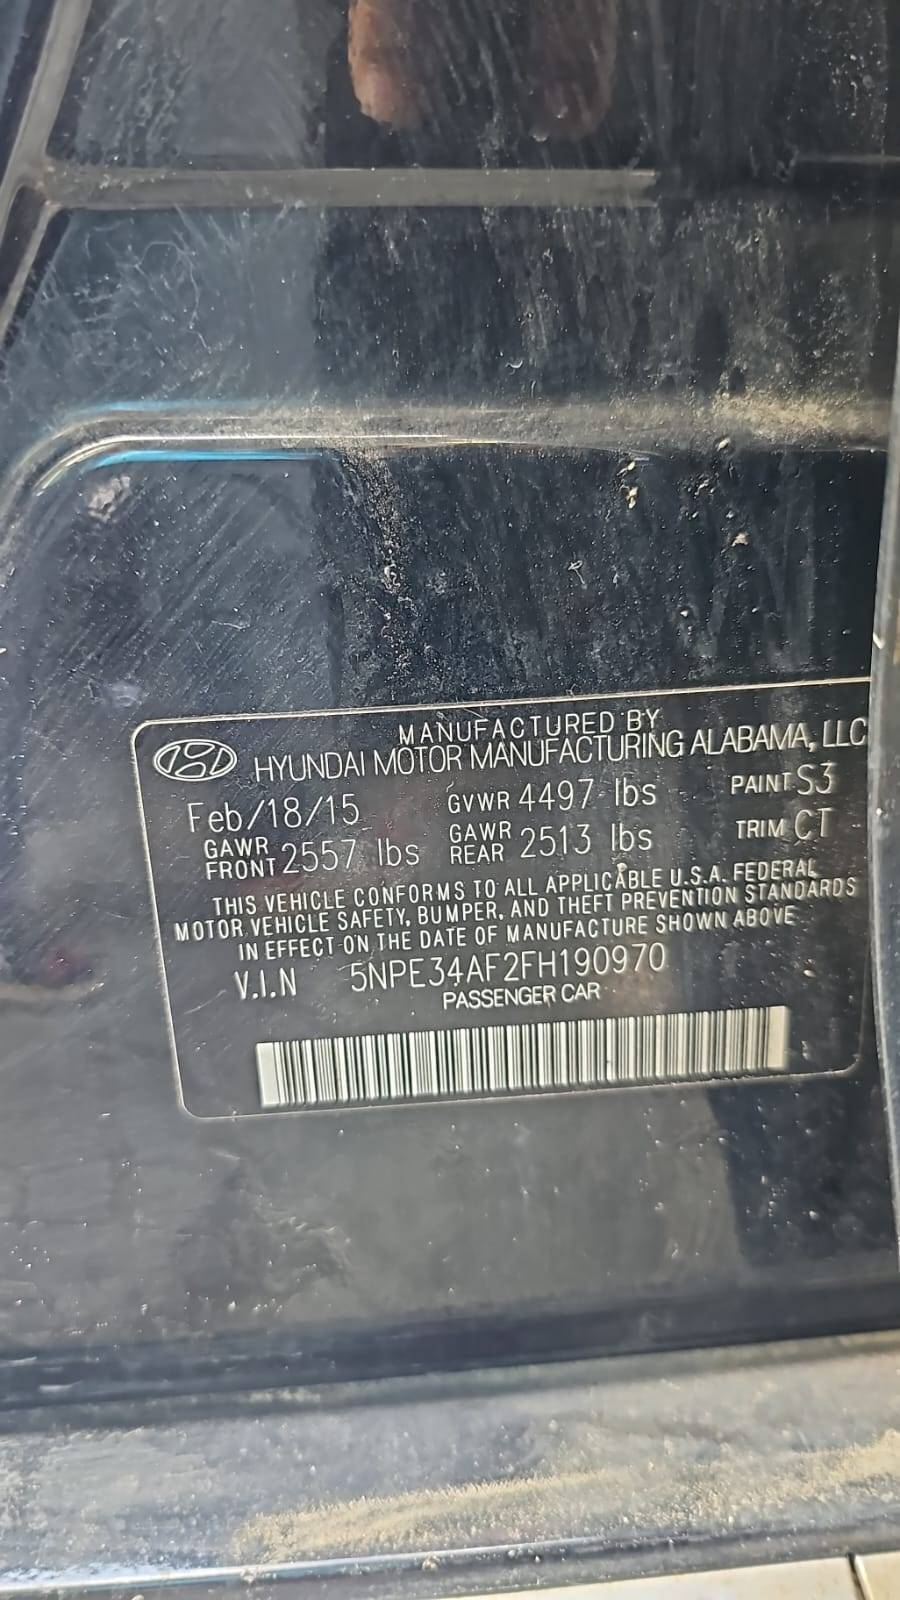 MANUFACTURED BY
HYUNDAI MOTOR MANUFACTURING ALABAMA, LLC
Feb/18/15 GVWR 4497 lbs PAINT S3
GAWR FRONT 2557 lbs GAWR REAR 2513 lbs TRIM CT
THIS VEHICLE CONFORMS TO ALL APPLICABLE U.S.A. FEDERAL
MOTOR VEHICLE SAFETY, BUMPER, AND THEFT PREVENTION STANDARDS
IN EFFECT ON THE DATE OF MANUFACTURE SHOWN ABOVE
V.I.N 5NPE34AF2FH190970
PASSENGER CAR